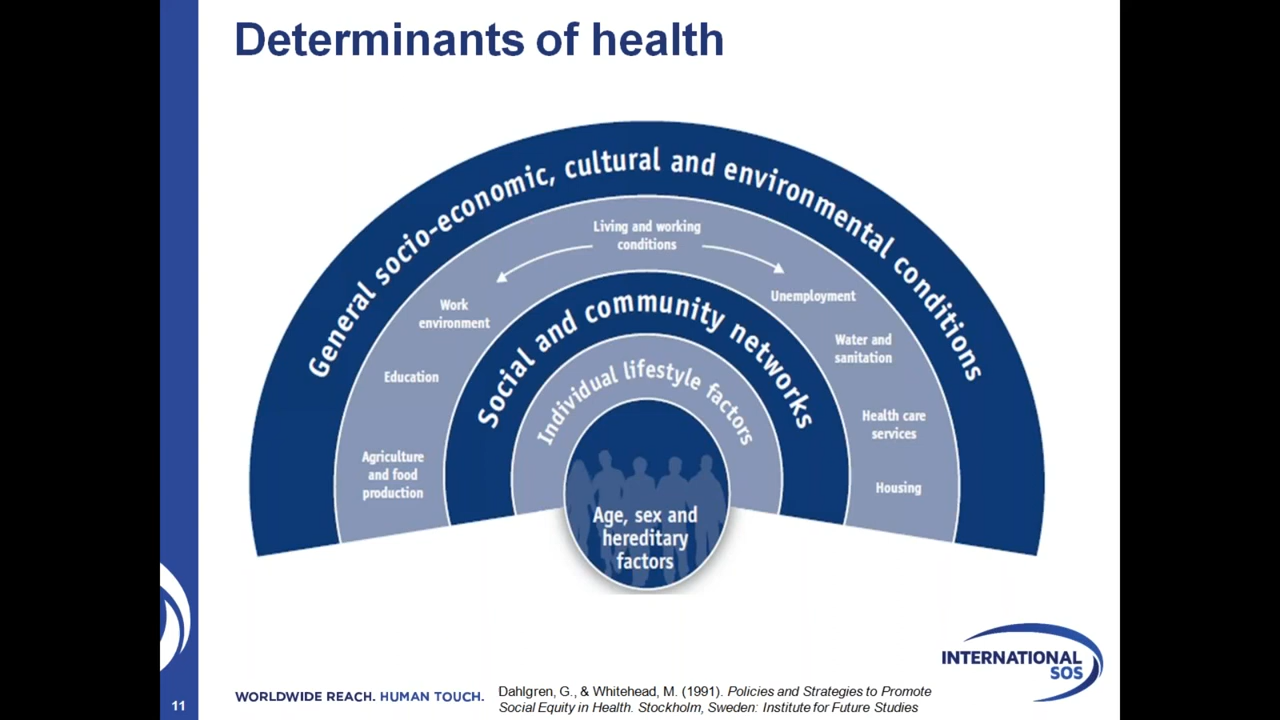 Determinants of health
General socio-economic, cultural and environmental conditions
Living and working
conditions
Work
environment
Education
Agriculture
and food
production
Unemployment
Water and
sanitation
Health care
services
Housing
Social and community networks
Individual lifestyle factors
Age, sex and
hereditary
factors
INTERNATIONAL
SOS
11
WORLDWIDE REACH. HUMAN TOUCH.
Dahlgren, G., & Whitehead, M. (1991). Policies and Strategies to Promote
Social Equity in Health. Stockholm, Sweden: Institute for Future Studies